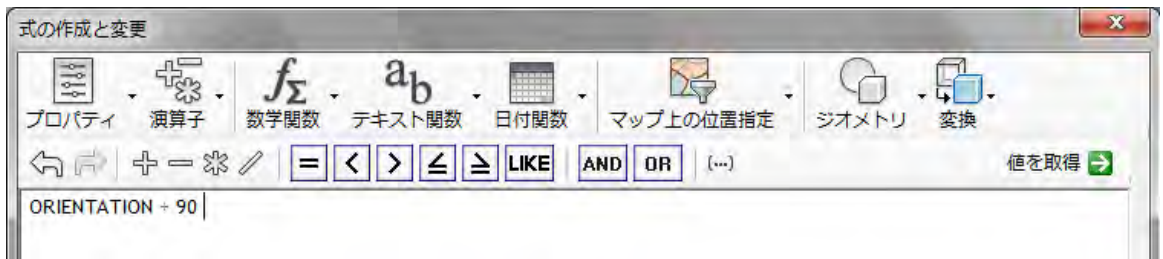 式の作成と変更
プロパティ 演算子 数学関数 テキスト関数 日付関数 マップ上の位置指定 ジオメトリ 変換
= < > ≤ ≥ LIKE AND OR (...) 値を取得
ORIENTATION + 90